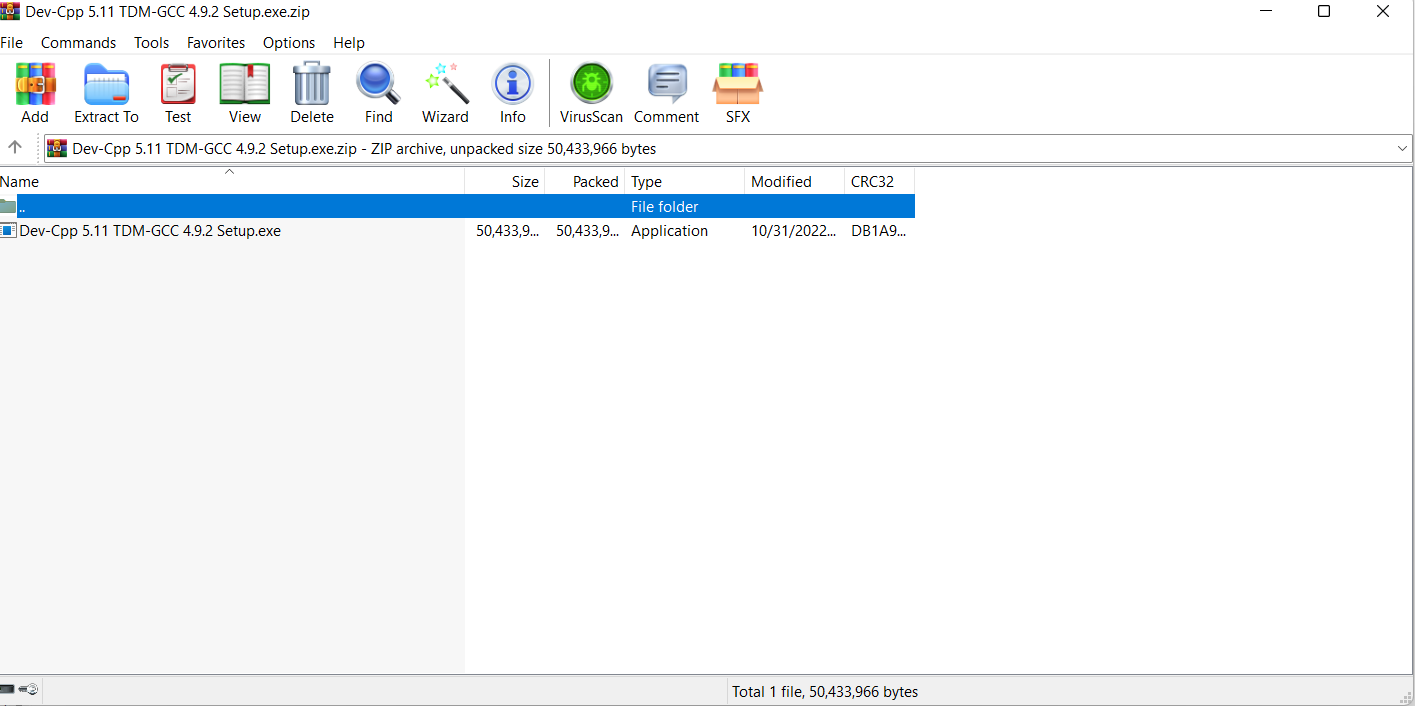 Dev-Cpp 5.11 TDM-GCC 4.9.2 Setup.exe.zip
File Commands Tools Favorites Options Help
Add Extract To Test View Delete Find Wizard Info VirusScan Comment SFX
Dev-Cpp 5.11 TDM-GCC 4.9.2 Setup.exe.zip - ZIP archive, unpacked size 50,433,966 bytes
Name Size Packed Type Modified CRC32
.. File folder
Dev-Cpp 5.11 TDM-GCC 4.9.2 Setup.exe 50,433,9... 50,433,9... Application 10/31/2022... DB1A9...
Total 1 file, 50,433,966 bytes